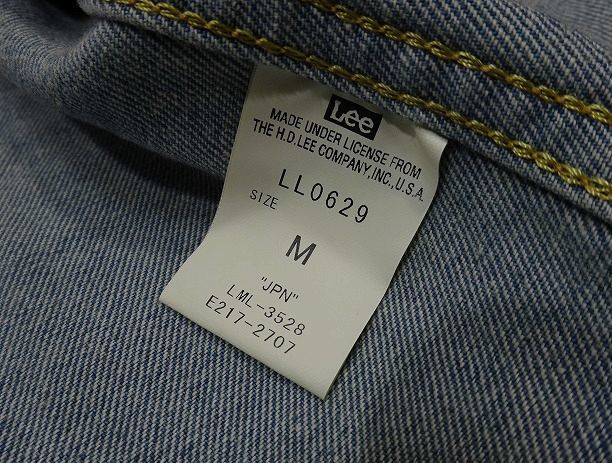 Lee
MADE UNDER LICENSE FROM
THE H.D.LEE COMPANY,INC.,U.S.A.
LL0629
SIZE
M
"JPN"
LML-3528
E217-2707